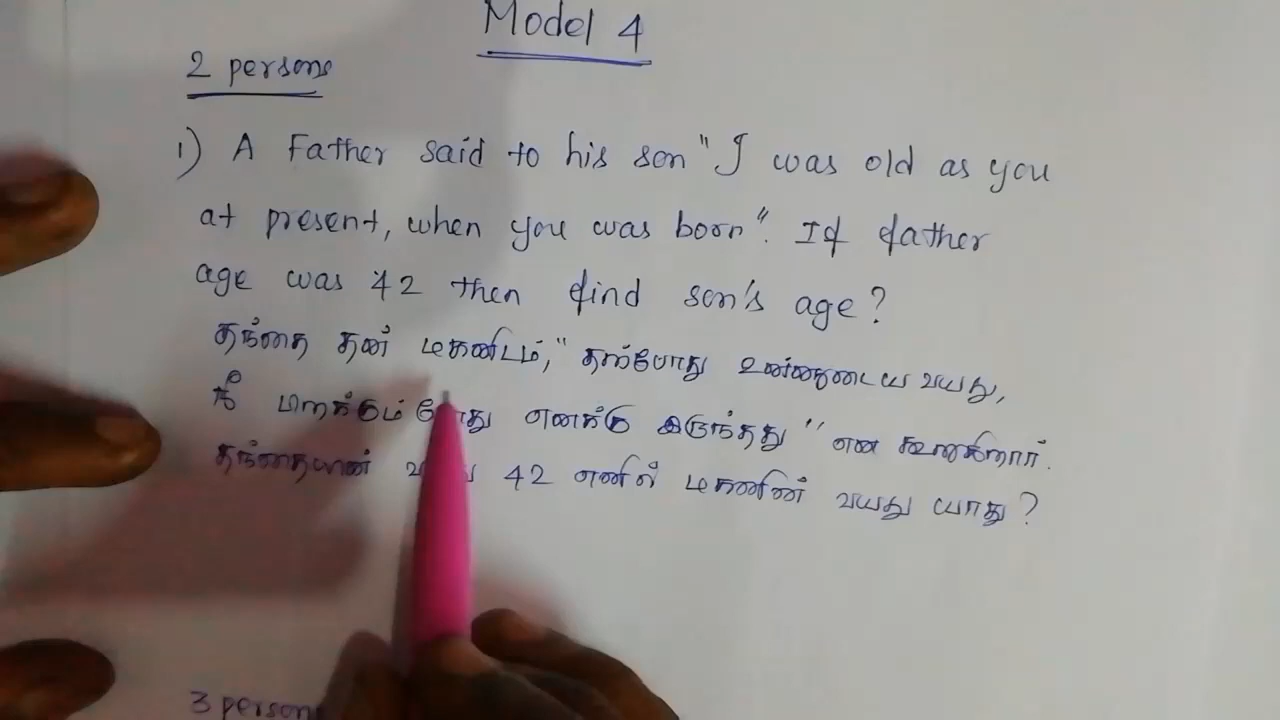 Model 4
2 persons
1) A Father said to his son "I was old as you
at present, when you was born". If father
age was 42 then find son's age?
தந்தை தன் மகனிடம், "தற்போது உன்னுடைய வயது,
நீ பிறக்கும் போது எனக்கு இருந்தது" என கூறுகிறார்.
தந்தையின் 42 எனில் மகனின் வயது யாது?
3 persons